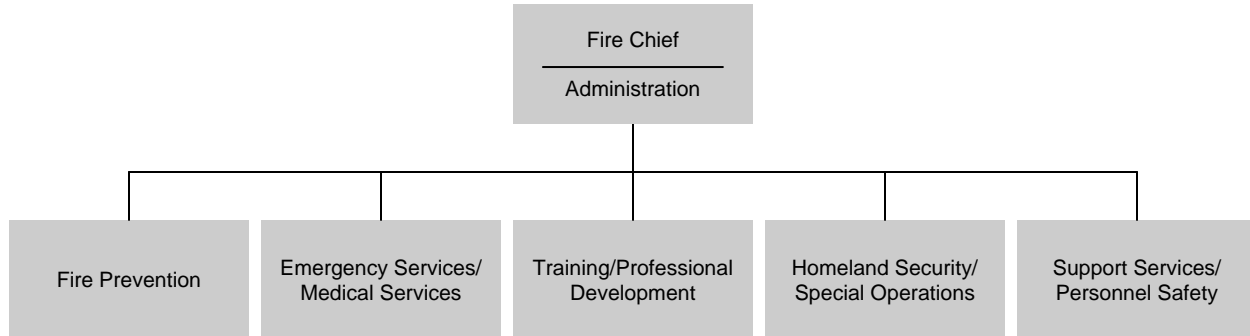 Fire Chief
Administration
Fire Prevention
Emergency Services/
Medical Services
Training/Professional
Development
Homeland Security/
Special Operations
Support Services/
Personnel Safety